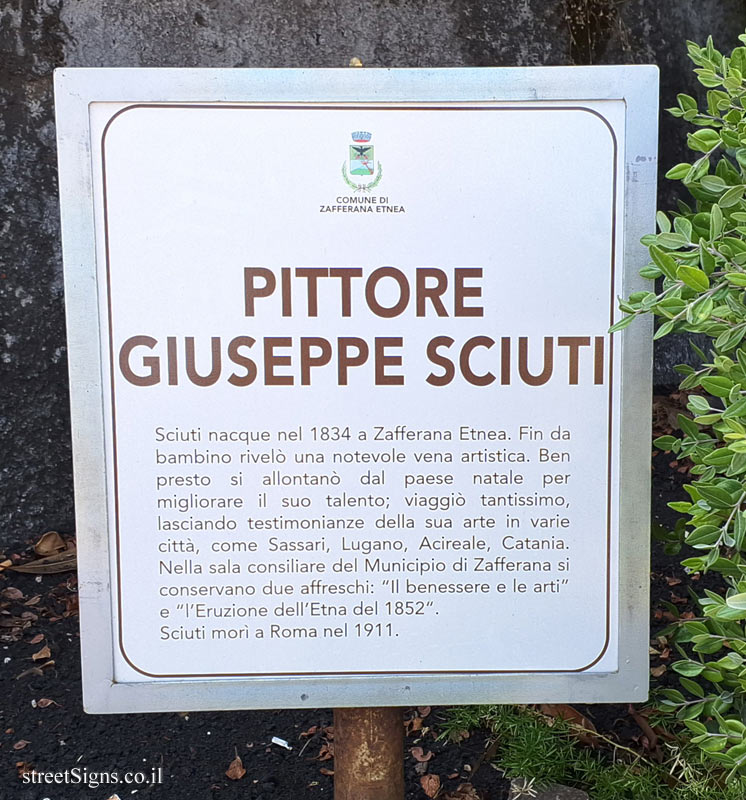 COMUNE DI
ZAFFERANA ETNEA
PITTORE
GIUSEPPE SCIUTI
Sciuti nacque nel 1834 a Zafferana Etnea. Fin da
bambino rivelò una notevole vena artistica. Ben
presto si allontanò dal paese natale per
migliorare il suo talento; viaggiò tantissimo,
lasciando testimonianze della sua arte in varie
città, come Sassari, Lugano, Acireale, Catania.
Nella sala consiliare del Municipio di Zafferana si
conservano due affreschi: “Il benessere e le arti”
e “l’Eruzione dell’Etna del 1852“.
Sciuti morì a Roma nel 1911.
streetSigns.co.il